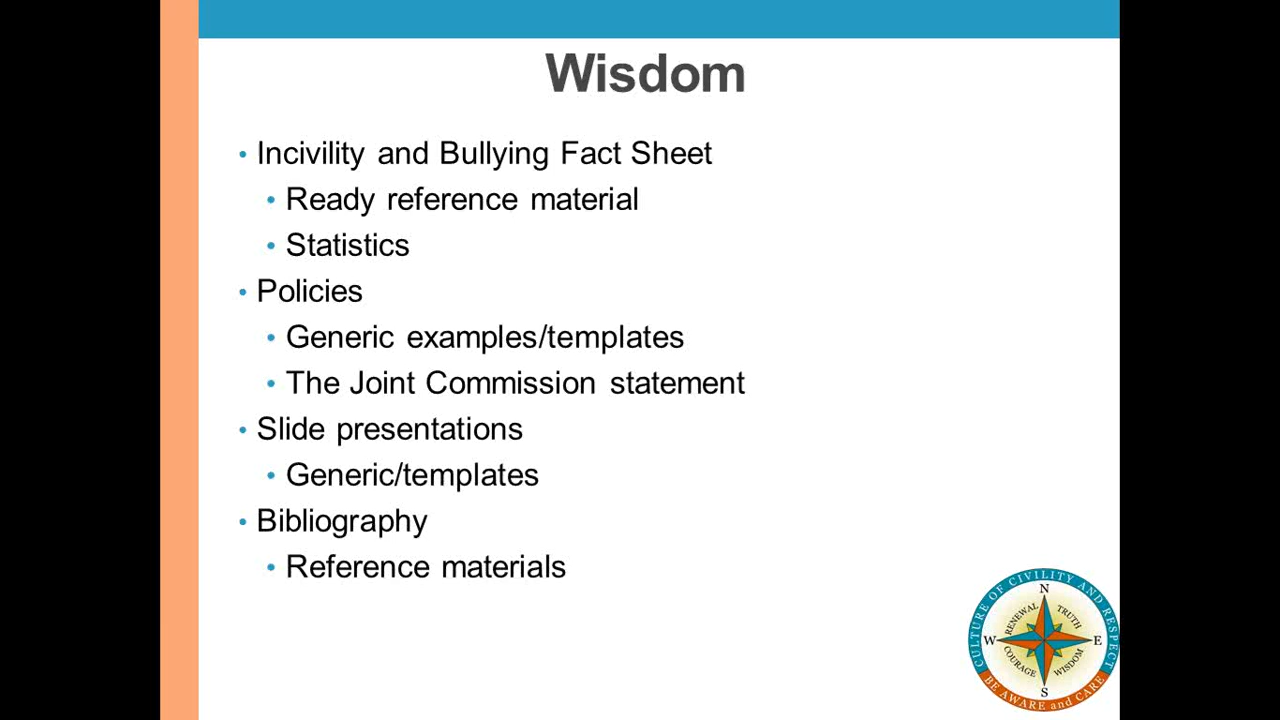 Wisdom
• Incivility and Bullying Fact Sheet
• Ready reference material
• Statistics
• Policies
• Generic examples/templates
• The Joint Commission statement
• Slide presentations
• Generic/templates
• Bibliography
• Reference materials
CULTURE OF CIVILITY AND RESPECT
N
RENEWAL TRUTH
W E
COURAGE WISDOM
S
BE AWARE and CARE